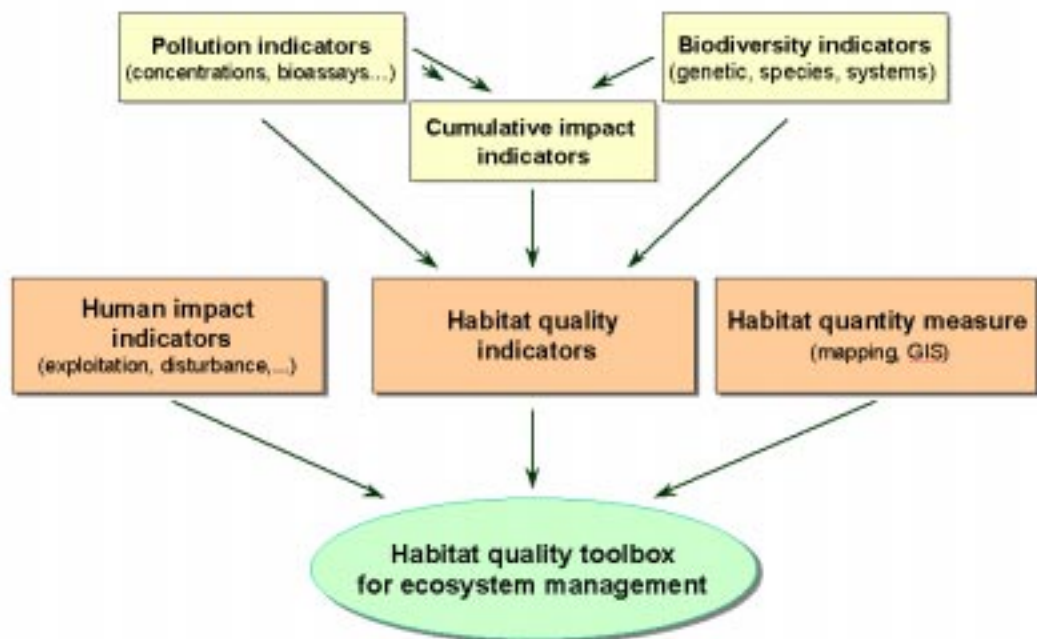 Pollution indicators
(concentrations, bioassays...)
Biodiversity indicators
(genetic, species, systems)
Cumulative impact
indicators
Human impact
indicators
(exploitation, disturbance,...)
Habitat quality
indicators
Habitat quantity measure
(mapping, GIS)
Habitat quality toolbox
for ecosystem management